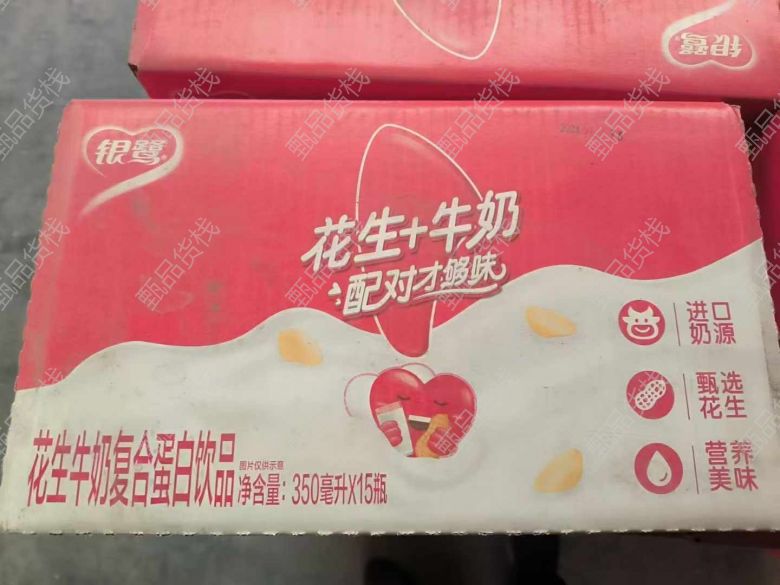 银鹭
银鹭
花生+牛奶
配对才够味
进口
奶源
甄选
花生
营养
美味
花生牛奶复合蛋白饮品
图片仅供示意
净含量：350毫升X15瓶
甄品货栈